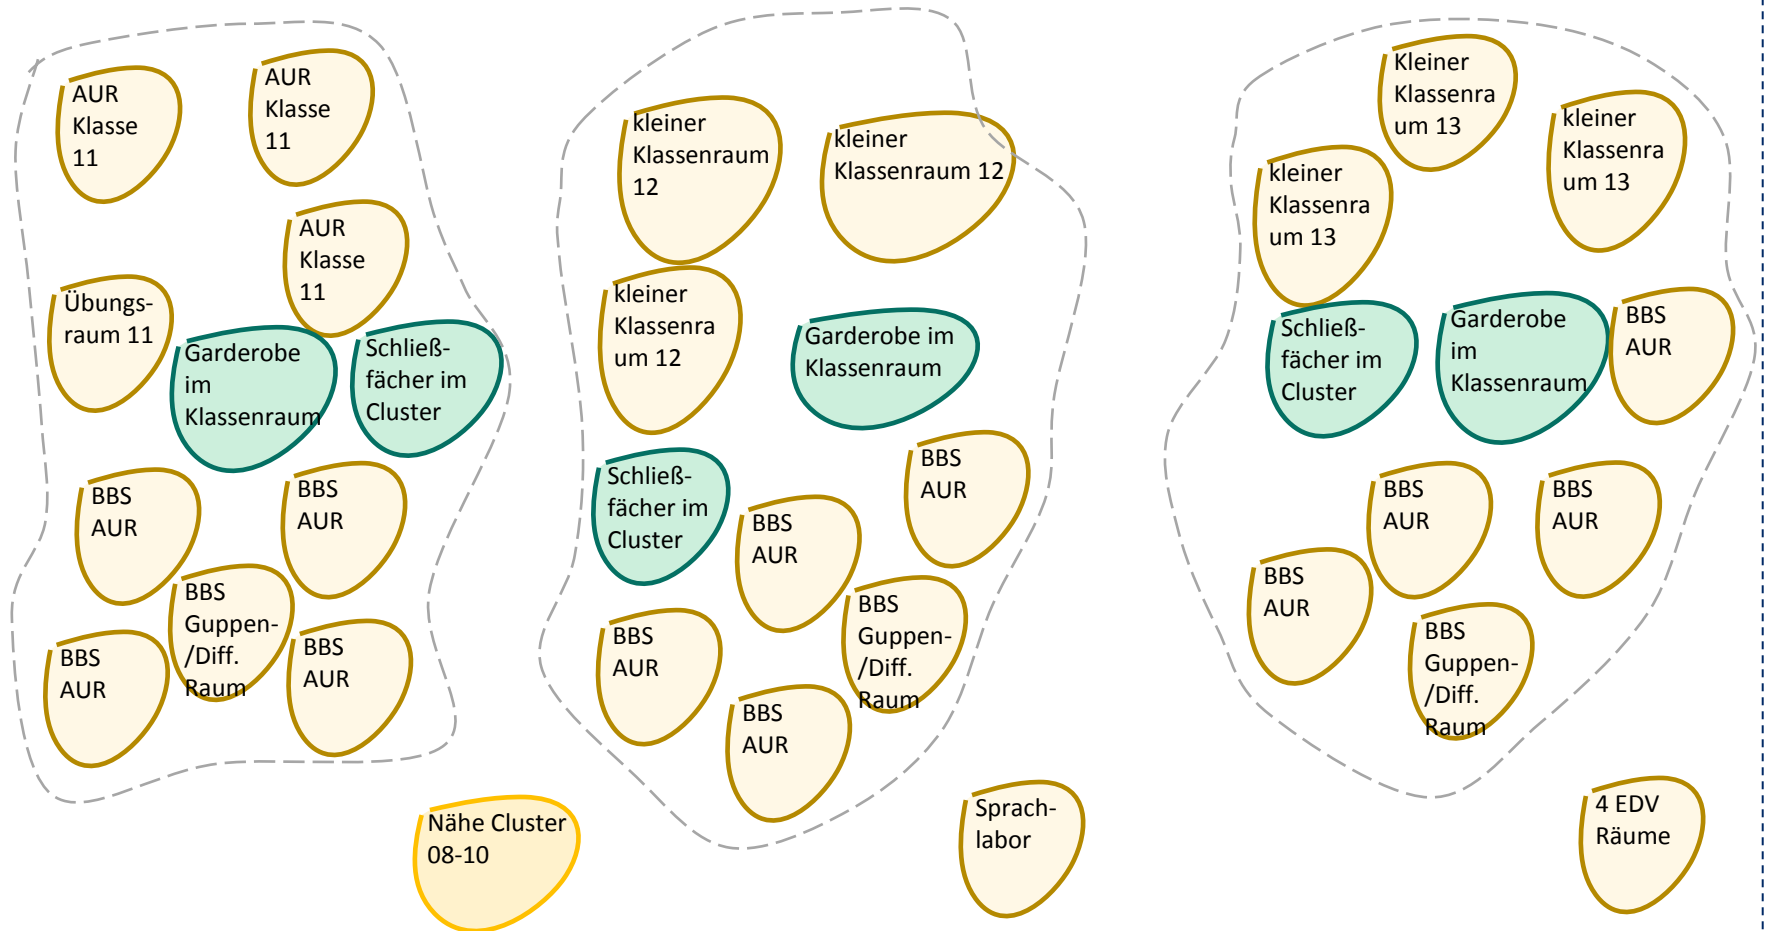 AUR
Klasse
11
AUR
Klasse
11
AUR
Klasse
11
Übungs-
raum 11
Garderobe
im
Klassenraum
Schließ-
fächer im
Cluster
BBS
AUR
BBS
AUR
BBS
Guppen-
/Diff.
Raum
BBS
AUR
BBS
AUR
kleiner
Klassenraum
12
kleiner
Klassenraum 12
kleiner
Klassenra
um 12
Garderobe im
Klassenraum
Schließ-
fächer im
Cluster
BBS
AUR
BBS
AUR
BBS
Guppen-
/Diff.
Raum
BBS
AUR
BBS
AUR
Kleiner
Klassenra
um 13
kleiner
Klassenra
um 13
kleiner
Klassenra
um 13
Schließ-
fächer im
Cluster
Garderobe
im
Klassenraum
BBS
AUR
BBS
AUR
BBS
AUR
BBS
AUR
BBS
Guppen-
/Diff.
Raum
Nähe Cluster
08-10
Sprach-
labor
4 EDV
Räume